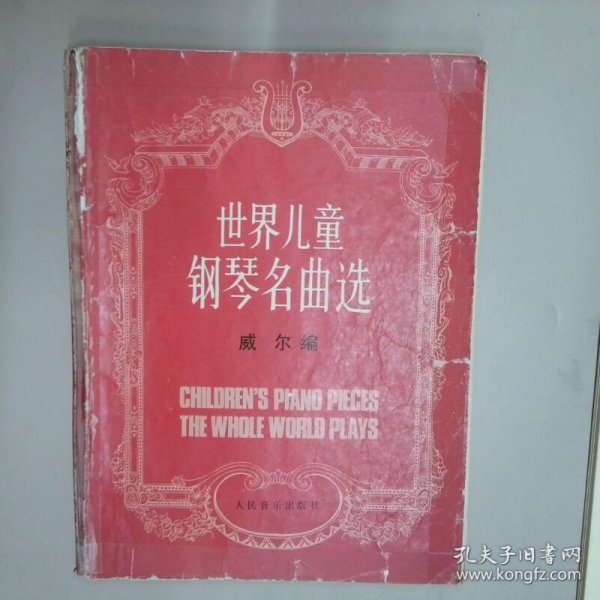 世界儿童
钢琴名曲选
威尔编
CHILDREN'S PIANO PIECES
THE WHOLE WORLD PLAYS
人民音乐出版社
孔夫子旧书网
www.kongfz.com